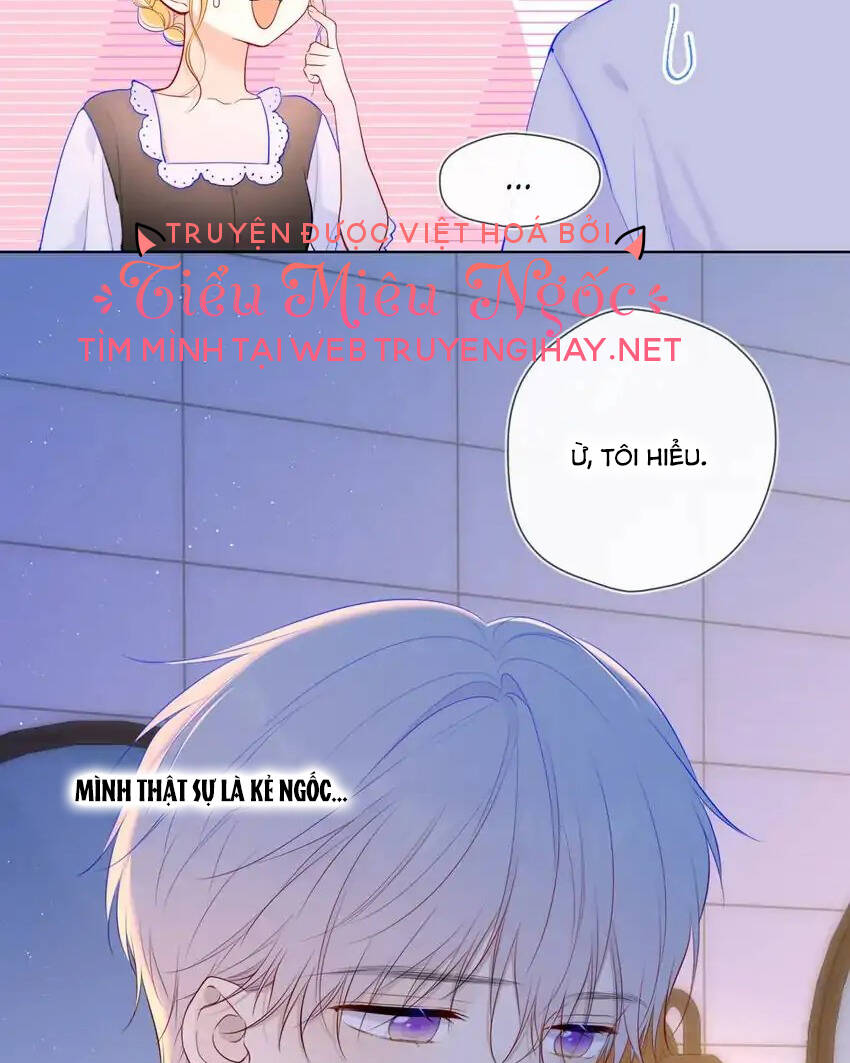 ...
TRUYỆN ĐƯỢC VIỆT HOÁ BỞI
Tiểu Miêu Ngốc
TÌM MÌNH TẠI WEB TRUYENGIHAY.NET
Ừ, TÔI HIỂU.
MÌNH THẬT SỰ LÀ KẺ NGỐC...